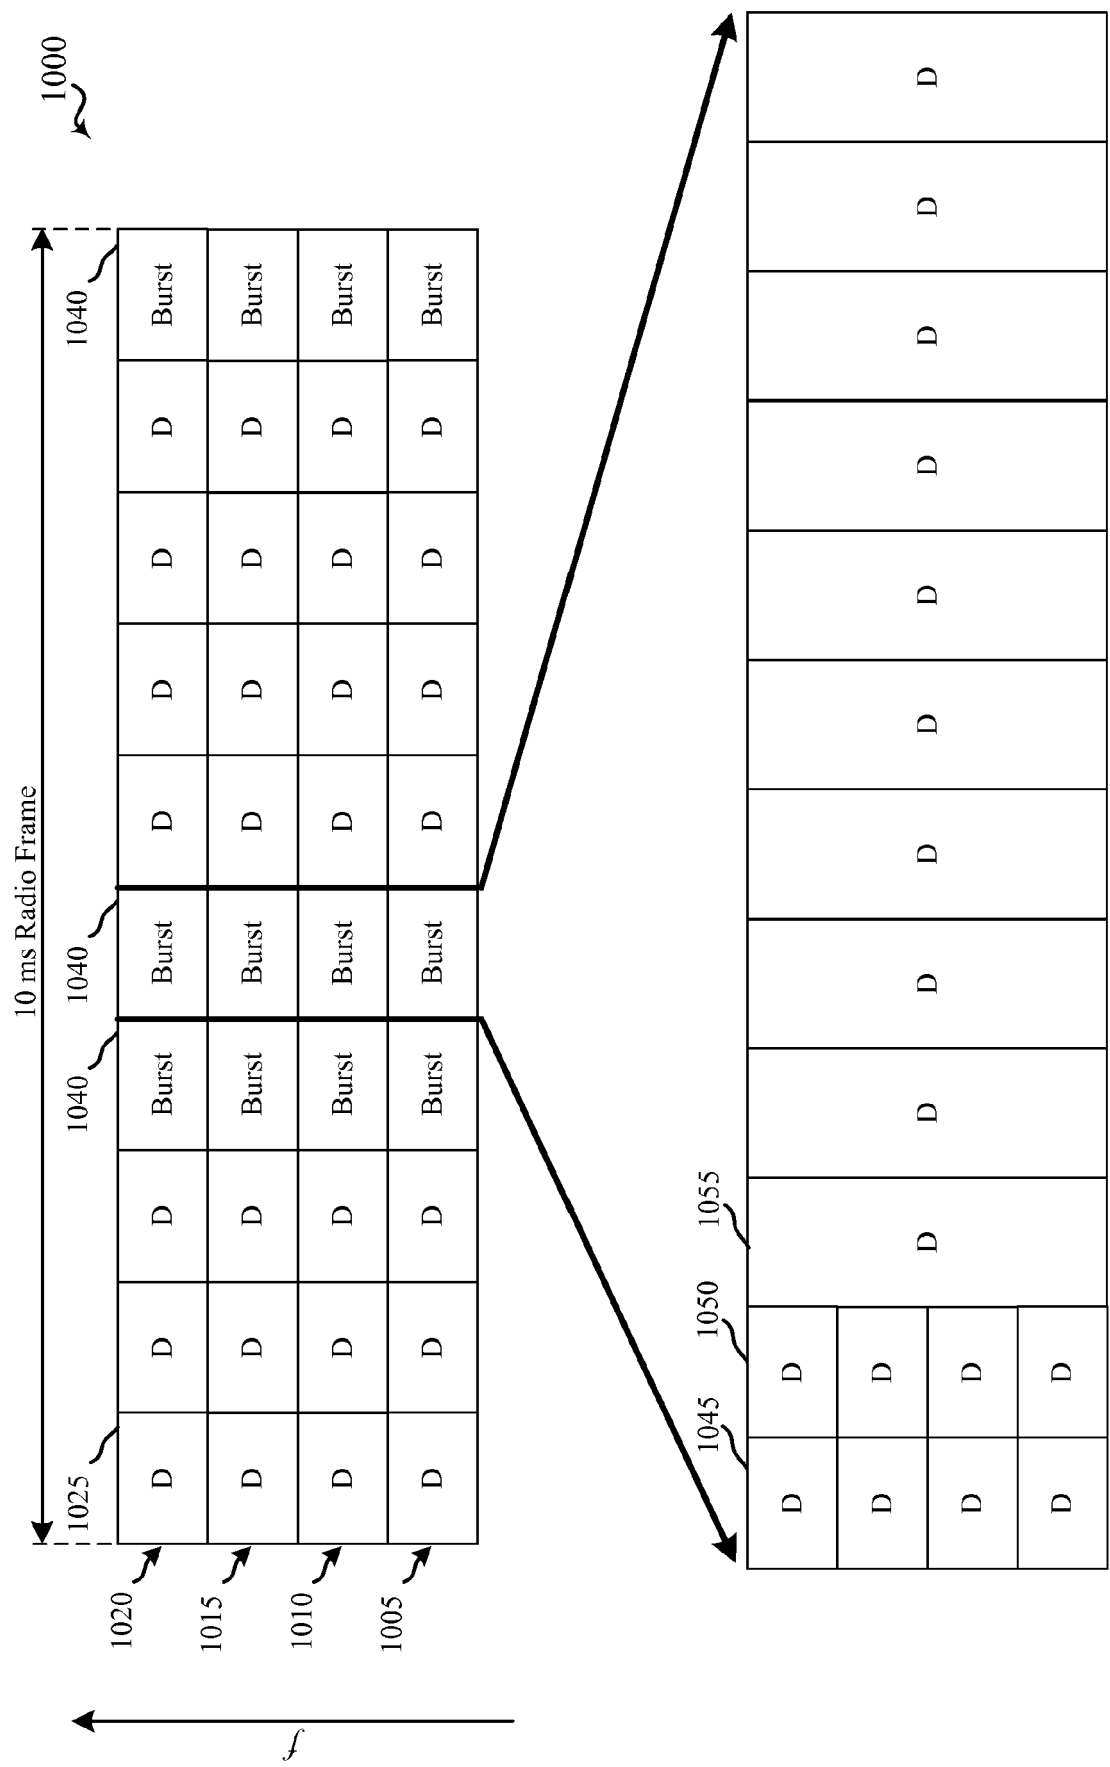 10 ms Radio Frame
1000
1025 1040 1040 1040
1020 D D D Burst Burst D D D D Burst
1015 D D D Burst Burst D D D D Burst
f
1010 D D D Burst Burst D D D D Burst
1005 D D D Burst Burst D D D D Burst
1045 1050 1055
D D
D D
D D D D D D D D D D
D D
D D